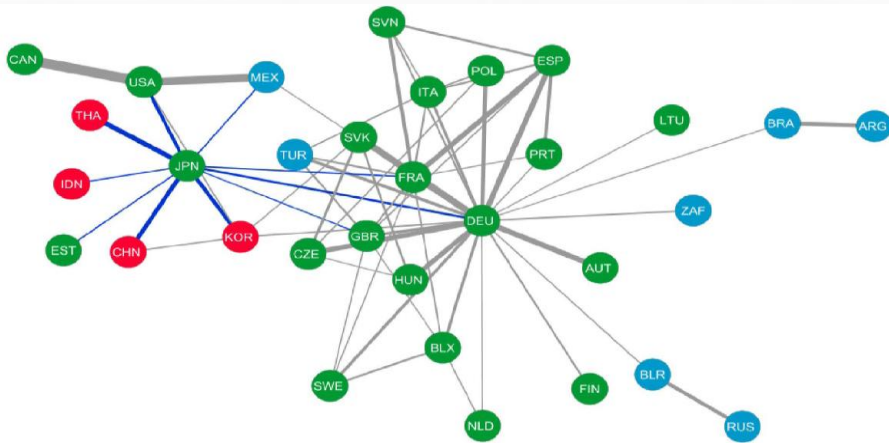 SVN
CAN
USA
MEX
POL
ESP
ITA
THA
LTU
BRA
ARG
SVK
TUR
JPN
FRA
PRT
IDN
DEU
ZAF
EST
CHN
KOR
GBR
CZE
HUN
AUT
BLX
SWE
FIN
BLR
NLD
RUS